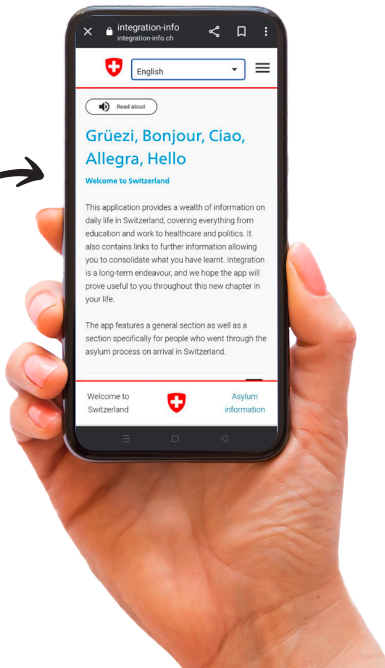 integration-info
integration-info.ch
English
Read aloud
Grüezi, Bonjour, Ciao,
Allegra, Hello
Welcome to Switzerland
This application provides a wealth of information on
daily life in Switzerland, covering everything from
education and work to healthcare and politics. It
also contains links to further information allowing
you to consolidate what you have learnt. Integration
is a long-term endeavour, and we hope the app will
prove useful to you throughout this new chapter in
your life.
The app features a general section as well as a
section specifically for people who went through the
asylum process on arrival in Switzerland.
Welcome to
Switzerland
Asylum
information